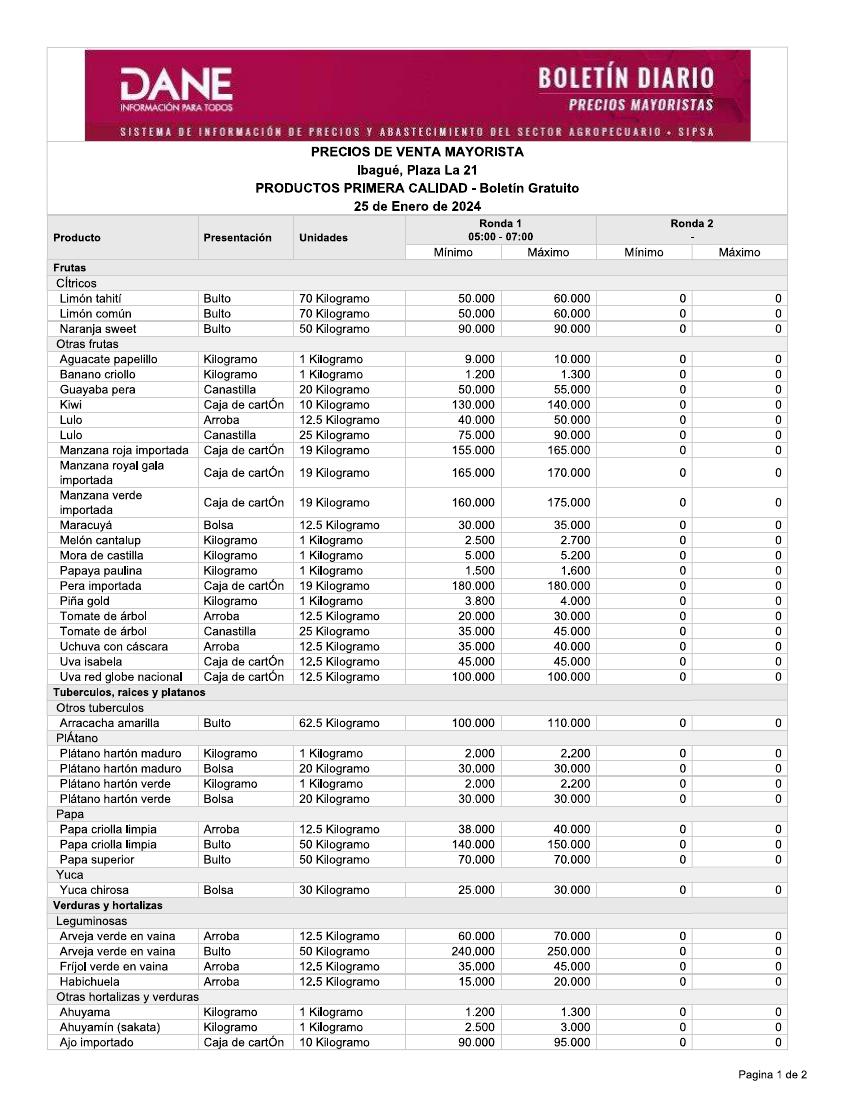 DANE
INFORMACIÓN PARA TODOS
BOLETÍN DIARIO
PRECIOS MAYORISTAS
SISTEMA DE INFORMACIÓN DE PRECIOS Y ABASTECIMIENTO DEL SECTOR AGROPECUARIO • SIPSA
PRECIOS DE VENTA MAYORISTA
Ibagué, Plaza La 21
PRODUCTOS PRIMERA CALIDAD - Boletín Gratuito
25 de Enero de 2024
Producto Presentación Unidades Ronda 1 Ronda 2
05:00 - 07:00 -
Mínimo Máximo Mínimo Máximo
Frutas
CÍtricos
Limón tahití Bulto 70 Kilogramo 50.000 60.000 0 0
Limón común Bulto 70 Kilogramo 50.000 60.000 0 0
Naranja sweet Bulto 50 Kilogramo 90.000 90.000 0 0
Otras frutas
Aguacate papelillo Kilogramo 1 Kilogramo 9.000 10.000 0 0
Banano criollo Kilogramo 1 Kilogramo 1.200 1.300 0 0
Guayaba pera Canastilla 20 Kilogramo 50.000 55.000 0 0
Kiwi Caja de cartÓn 10 Kilogramo 130.000 140.000 0 0
Lulo Arroba 12.5 Kilogramo 40.000 50.000 0 0
Lulo Canastilla 25 Kilogramo 75.000 90.000 0 0
Manzana roja importada Caja de cartÓn 19 Kilogramo 155.000 165.000 0 0
Manzana royal gala
importada Caja de cartÓn 19 Kilogramo 165.000 170.000 0 0
Manzana verde
importada Caja de cartÓn 19 Kilogramo 160.000 175.000 0 0
Maracuyá Bolsa 12.5 Kilogramo 30.000 35.000 0 0
Melón cantalup Kilogramo 1 Kilogramo 2.500 2.700 0 0
Mora de castilla Kilogramo 1 Kilogramo 5.000 5.200 0 0
Papaya paulina Kilogramo 1 Kilogramo 1.500 1.600 0 0
Pera importada Caja de cartÓn 19 Kilogramo 180.000 180.000 0 0
Piña gold Kilogramo 1 Kilogramo 3.800 4.000 0 0
Tomate de árbol Arroba 12.5 Kilogramo 20.000 30.000 0 0
Tomate de árbol Canastilla 25 Kilogramo 35.000 45.000 0 0
Uchuva con cáscara Arroba 12.5 Kilogramo 35.000 40.000 0 0
Uva isabela Caja de cartÓn 12.5 Kilogramo 45.000 45.000 0 0
Uva red globe nacional Caja de cartÓn 12.5 Kilogramo 100.000 100.000 0 0
Tuberculos, raices y platanos
Otros tuberculos
Arracacha amarilla Bulto 62.5 Kilogramo 100.000 110.000 0 0
PlÁtano
Plátano hartón maduro Kilogramo 1 Kilogramo 2.000 2.200 0 0
Plátano hartón maduro Bolsa 20 Kilogramo 30.000 30.000 0 0
Plátano hartón verde Kilogramo 1 Kilogramo 2.000 2.200 0 0
Plátano hartón verde Bolsa 20 Kilogramo 30.000 30.000 0 0
Papa
Papa criolla limpia Arroba 12.5 Kilogramo 38.000 40.000 0 0
Papa criolla limpia Bulto 50 Kilogramo 140.000 150.000 0 0
Papa superior Bulto 50 Kilogramo 70.000 70.000 0 0
Yuca
Yuca chirosa Bolsa 30 Kilogramo 25.000 30.000 0 0
Verduras y hortalizas
Leguminosas
Arveja verde en vaina Arroba 12.5 Kilogramo 60.000 70.000 0 0
Arveja verde en vaina Bulto 50 Kilogramo 240.000 250.000 0 0
Fríjol verde en vaina Arroba 12.5 Kilogramo 35.000 45.000 0 0
Habichuela Arroba 12.5 Kilogramo 15.000 20.000 0 0
Otras hortalizas y verduras
Ahuyama Kilogramo 1 Kilogramo 1.200 1.300 0 0
Ahuyamín (sakata) Kilogramo 1 Kilogramo 2.500 3.000 0 0
Ajo importado Caja de cartÓn 10 Kilogramo 90.000 95.000 0 0
Pagina 1 de 2